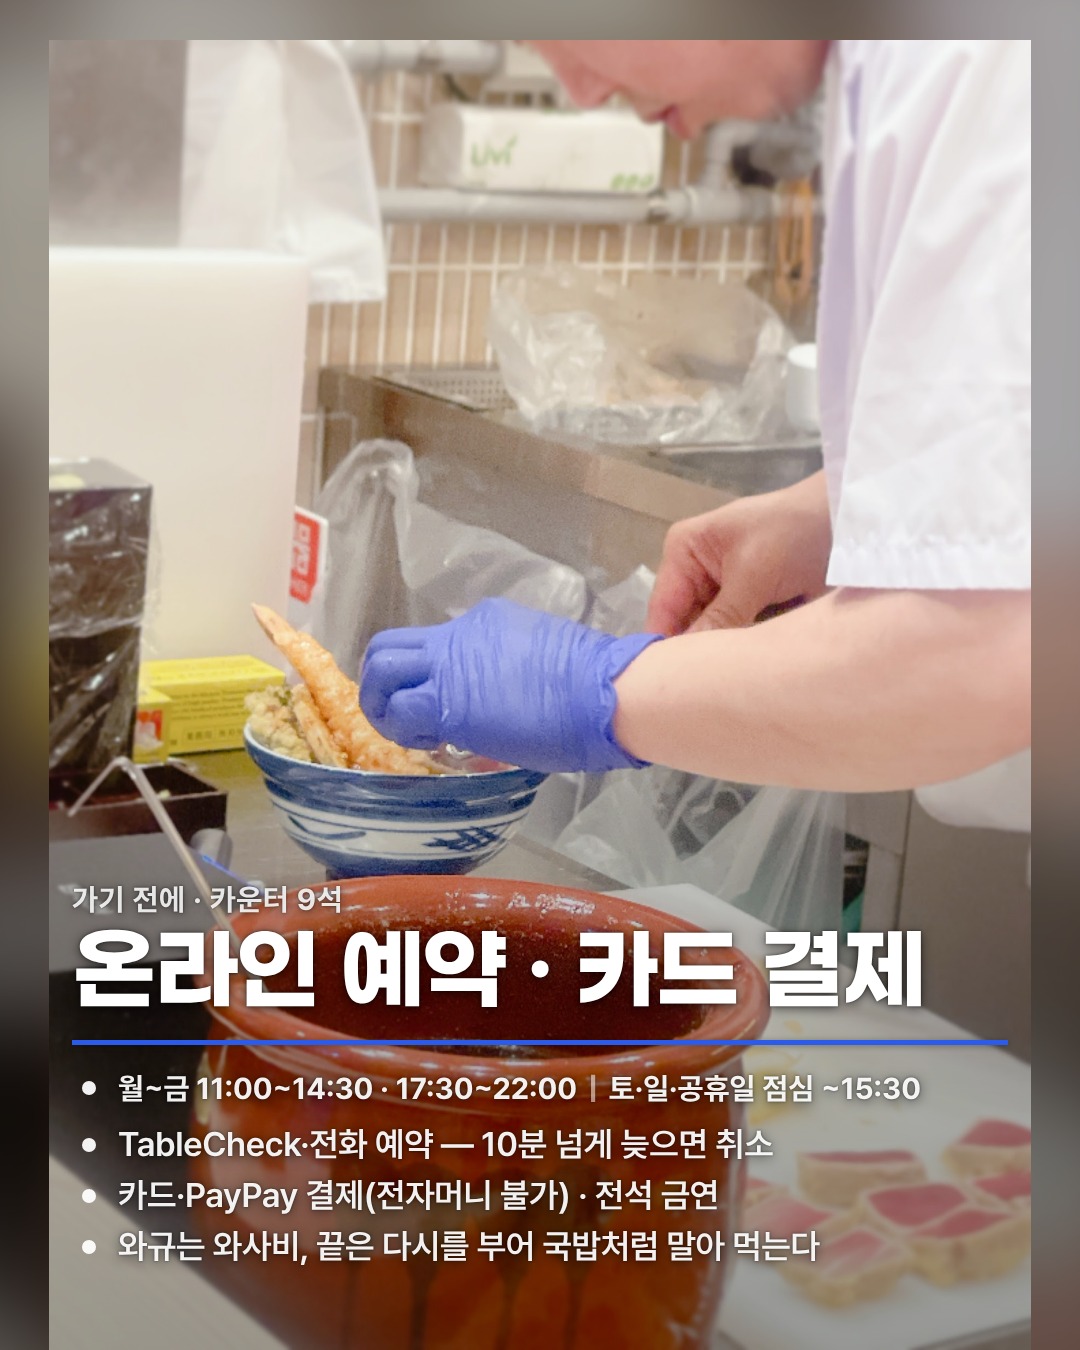 Livi
eco
가기 전에 · 카운터 9석
온라인 예약 · 카드 결제
월~금 11:00~14:30 · 17:30~22:00 | 토·일·공휴일 점심 ~15:30
TableCheck·전화 예약 — 10분 넘게 늦으면 취소
카드·PayPay 결제(전자머니 불가) · 전석 금연
와규는 와사비, 끝은 다시를 부어 국밥처럼 말아 먹는다